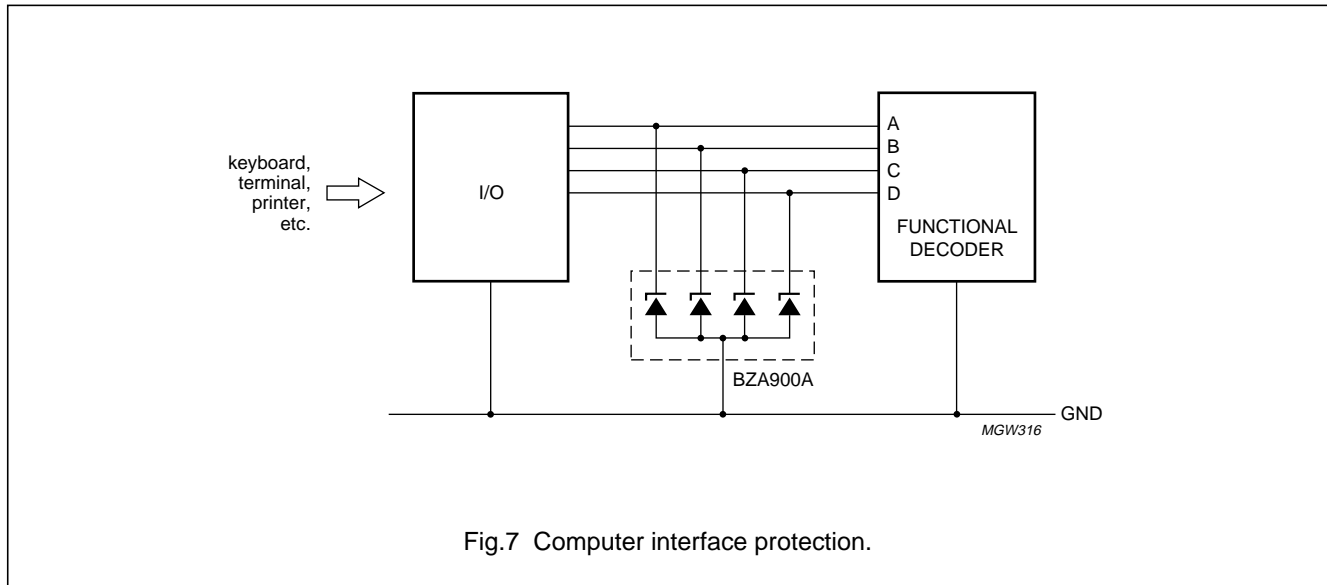 keyboard,
terminal,
printer,
etc.
I/O
A
B
C
D
FUNCTIONAL
DECODER
BZA900A
GND
MGW316
Fig.7 Computer interface protection.